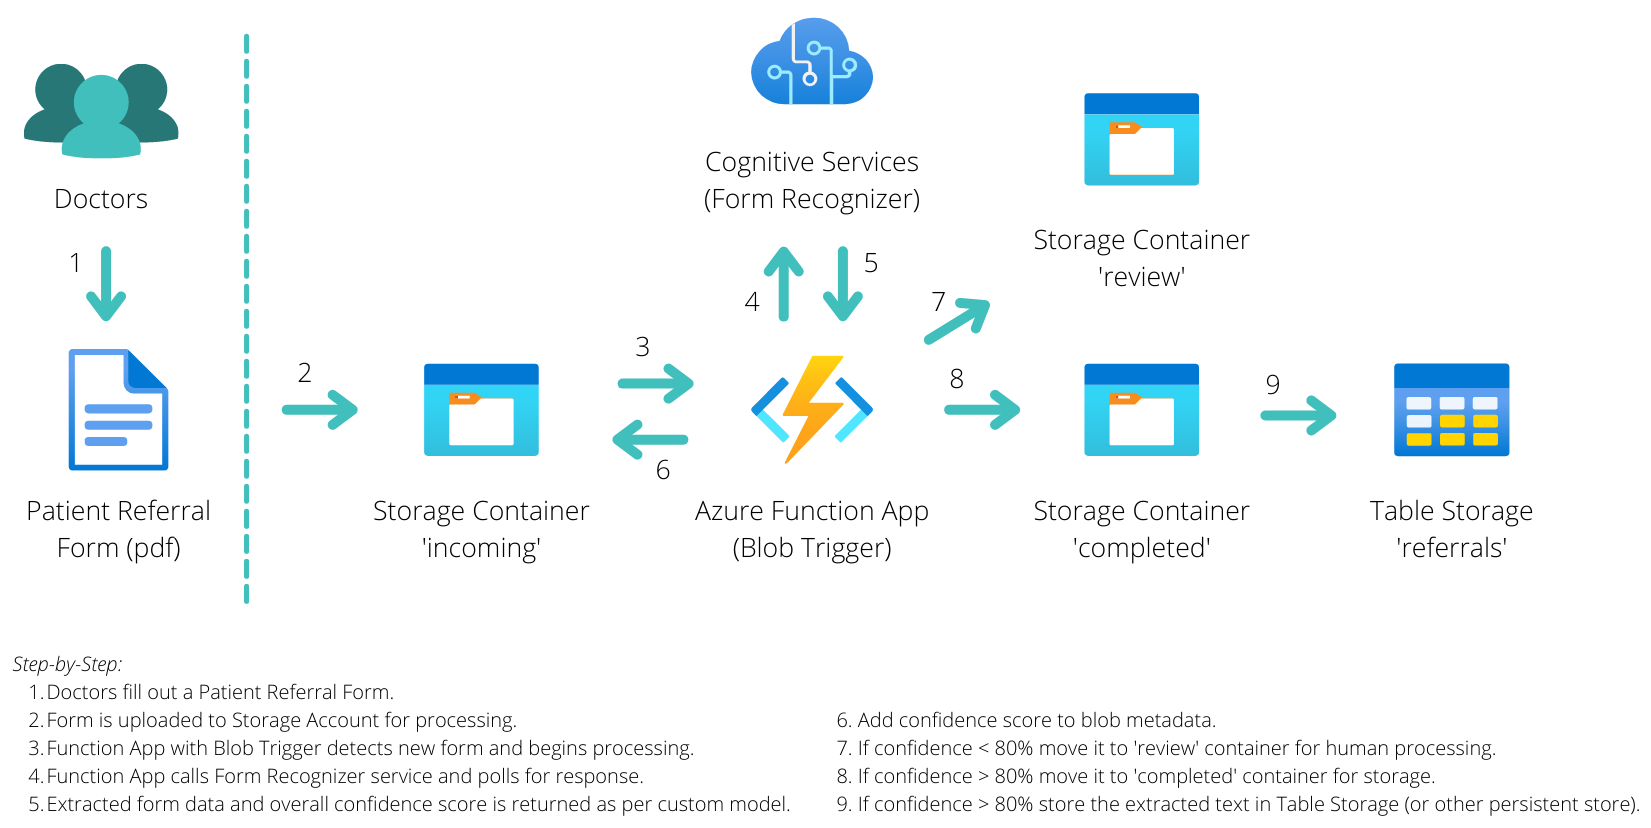 Doctors
1
Patient Referral
Form (pdf)
2
Storage Container
'incoming'
3
6
Cognitive Services
(Form Recognizer)
4
5
Azure Function App
(Blob Trigger)
7
Storage Container
'review'
8
Storage Container
'completed'
9
Table Storage
'referrals'
Step-by-Step:
1. Doctors fill out a Patient Referral Form.
2. Form is uploaded to Storage Account for processing.
3. Function App with Blob Trigger detects new form and begins processing.
4. Function App calls Form Recognizer service and polls for response.
5. Extracted form data and overall confidence score is returned as per custom model.
6. Add confidence score to blob metadata.
7. If confidence < 80% move it to 'review' container for human processing.
8. If confidence > 80% move it to 'completed' container for storage.
9. If confidence > 80% store the extracted text in Table Storage (or other persistent store).